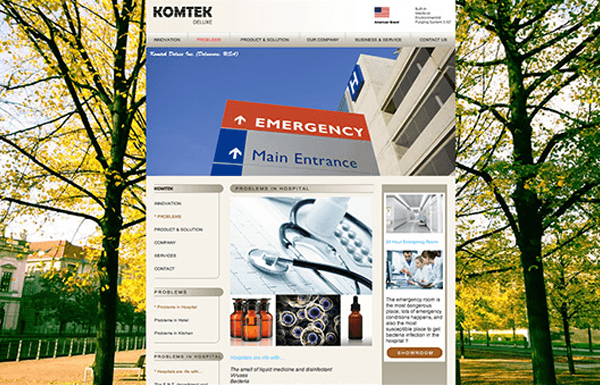 KOMTEK
DELUXE
American Brand
Built-in
Medical
Environmental
Purging System 2.0
INNOVATION
PROBLEMS
PRODUCT & SOLUTION
OUR COMPANY
BUSINESS & SERVICE
CONTACT US
Komtek Deluxe Inc. (Delaware, USA)
H
EMERGENCY
Main Entrance
KOMTEK
INNOVATION
* PROBLEMS
PRODUCT & SOLUTION
COMPANY
SERVICES
CONTACT
PROBLEMS
* Problems in Hospital
Problems in Hotel
Problems in Kitchen
PROBLEMS IN HOSPITAL
PROBLEMS IN HOSPITAL
Hospitals are rife with....
The smell of liquid medicine and disinfectant
Viruses
Bacteria
24 Hour Emergency Room
The emergency room is
the most dangerous
place, lots of emergency
conditions happens, and
also the most
susceptible place to get
bacteria infection in the
hospital !!
SHOWROOM